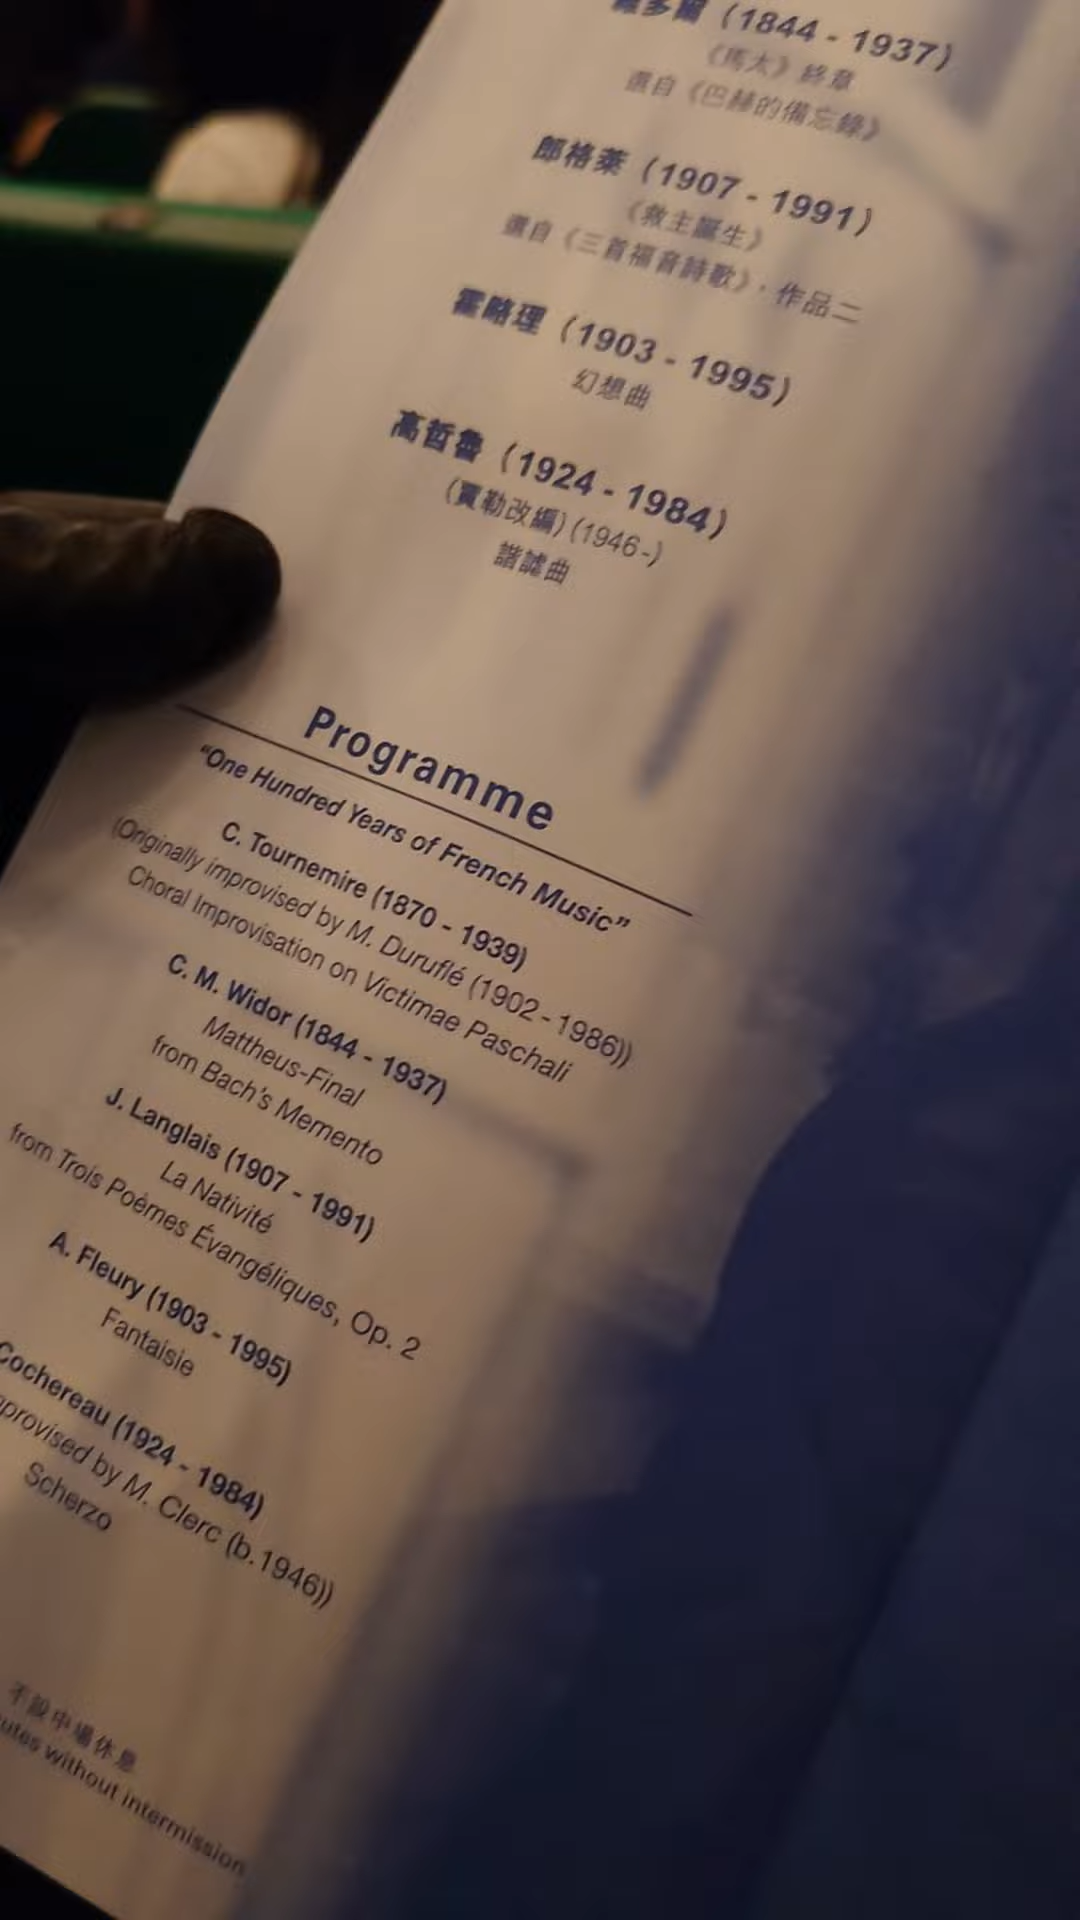 羅多爾 (1844 - 1937)
《馬太》終章
選自《巴赫的備忘錄》
郎格萊 (1907 - 1991)
《救主誕生》
選自《三首福音詩歌》，作品二
霍略理 (1903 - 1995)
幻想曲
高哲魯 (1924 - 1984)
(賈勒改編) (1946-)
諧謔曲
Programme
“One Hundred Years of French Music”
C. Tournemire (1870 - 1939)
(Originally improvised by M. Duruflé (1902 - 1986))
Choral Improvisation on Victimae Paschali
C. M. Widor (1844 - 1937)
Mattheus-Final
from Bach's Memento
J. Langlais (1907 - 1991)
La Nativité
from Trois Poèmes Évangéliques, Op. 2
A. Fleury (1903 - 1995)
Fantaisie
Cochereau (1924 - 1984)
provised by M. Clerc (b.1946))
Scherzo
不設中場休息
utes without intermission